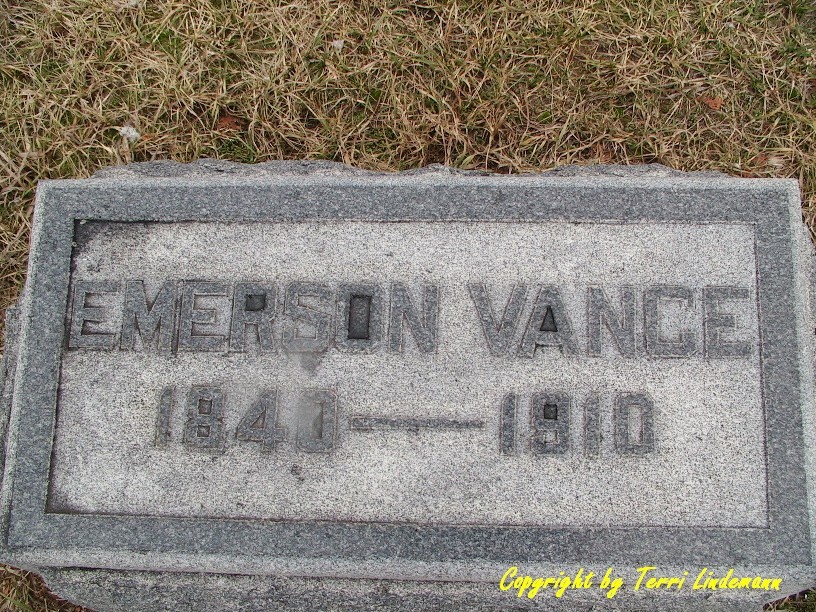 EMERSON VANCE
1840 — 1910
Copyright by Terri Lindemann